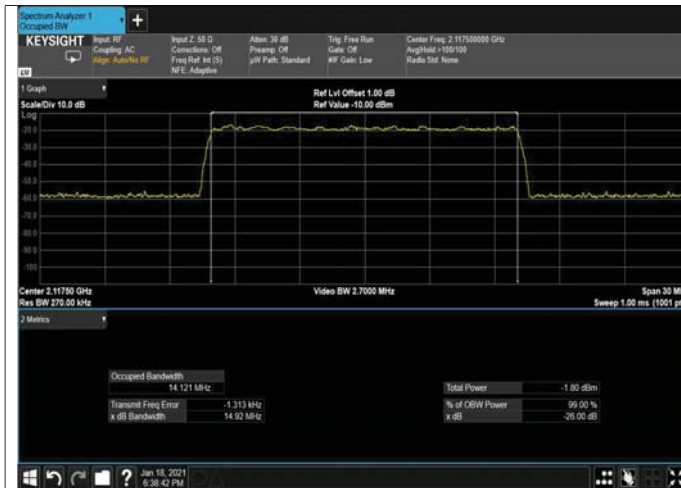 Spectrum Analyzer 1
Occupied BW
KEYSIGHT
Input: RF
Coupling: AC
Align: Auto/No RF
Input Z: 50 Ω
Corrections: Off
Freq Ref: Int (S)
NFE: Adaptive
Atten: 30 dB
Preamp: Off
µW Path: Standard
Trig: Free Run
Gate: Off
#IF Gain: Low
Center Freq: 2.117500000 GHz
Avg|Hold:>100/100
Radio Std: None
LXI
1 Graph
Scale/Div 10.0 dB
Ref Lvl Offset 1.00 dB
Ref Value -10.00 dBm
Log
-20.0
-30.0
-40.0
-50.0
-60.0
-70.0
-80.0
-90.0
-100
Center 2.11750 GHz
Res BW 270.00 kHz
Video BW 2.7000 MHz
Span 30 M
Sweep 1.00 ms (1001 pt
2 Metrics
Occupied Bandwidth
14.121 MHz
Transmit Freq Error -1.313 kHz
x dB Bandwidth 14.92 MHz
Total Power -1.80 dBm
% of OBW Power 99.00 %
x dB -26.00 dB
?
Jan 18, 2021
6:38:42 PM